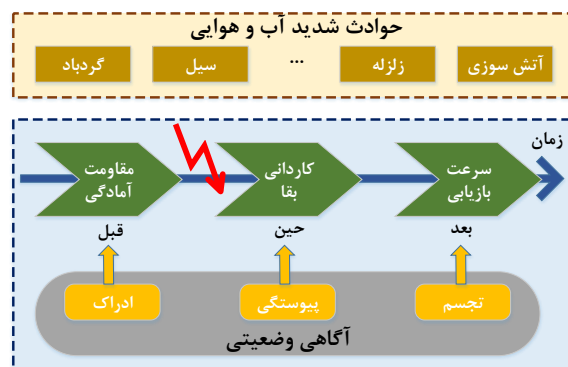 حوادث شدید آب و هوایی
آتش سوزی
زلزله
...
سیل
گردباد
زمان
مقاومت
آمادگی
کاردانی
بقا
سرعت
بازیابی
قبل
حین
بعد
ادراک
پیوستگی
تجسم
آگاهی وضعیتی